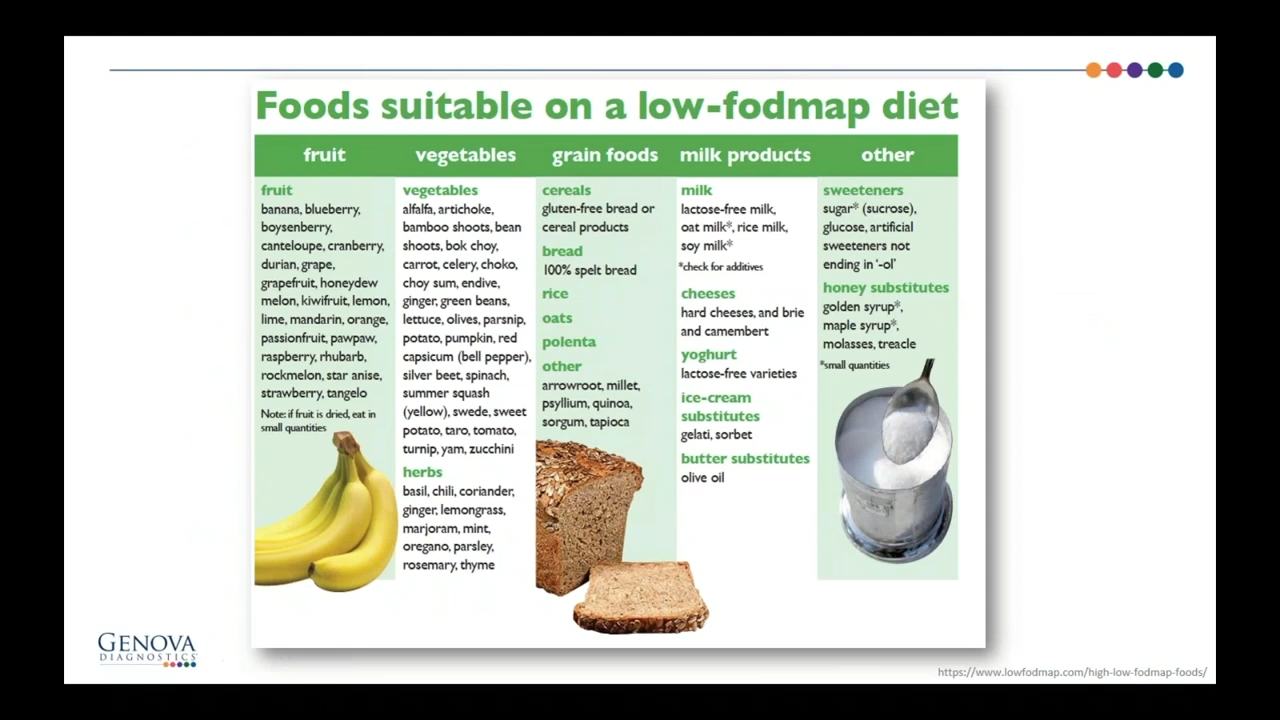 Foods suitable on a low-fodmap diet
fruit
vegetables
grain foods
milk products
other
fruit
banana, blueberry,
boysenberry,
canteloupe, cranberry,
durian, grape,
grapefruit, honeydew
melon, kiwifruit, lemon,
lime, mandarin, orange,
passionfruit, pawpaw,
raspberry, rhubarb,
rockmelon, star anise,
strawberry, tangelo
Note: if fruit is dried, eat in
small quantities
vegetables
alfalfa, artichoke,
bamboo shoots, bean
shoots, bok choy,
carrot, celery, choko,
choy sum, endive,
ginger, green beans,
lettuce, olives, parsnip,
potato, pumpkin, red
capsicum (bell pepper),
silver beet, spinach,
summer squash
(yellow), swede, sweet
potato, taro, tomato,
turnip, yam, zucchini
herbs
basil, chili, coriander,
ginger, lemongrass,
marjoram, mint,
oregano, parsley,
rosemary, thyme
cereals
gluten-free bread or
cereal products
bread
100% spelt bread
rice
oats
polenta
other
arrowroot, millet,
psyllium, quinoa,
sorgum, tapioca
milk
lactose-free milk,
oat milk*, rice milk,
soy milk*
*check for additives
cheeses
hard cheeses, and brie
and camembert
yoghurt
lactose-free varieties
ice-cream
substitutes
gelati, sorbet
butter substitutes
olive oil
sweeteners
sugar* (sucrose),
glucose, artificial
sweeteners not
ending in '-ol'
honey substitutes
golden syrup*,
maple syrup*,
molasses, treacle
*small quantities
GENOVA
DIAGNOSTICS
https://www.lowfodmap.com/high-low-fodmap-foods/